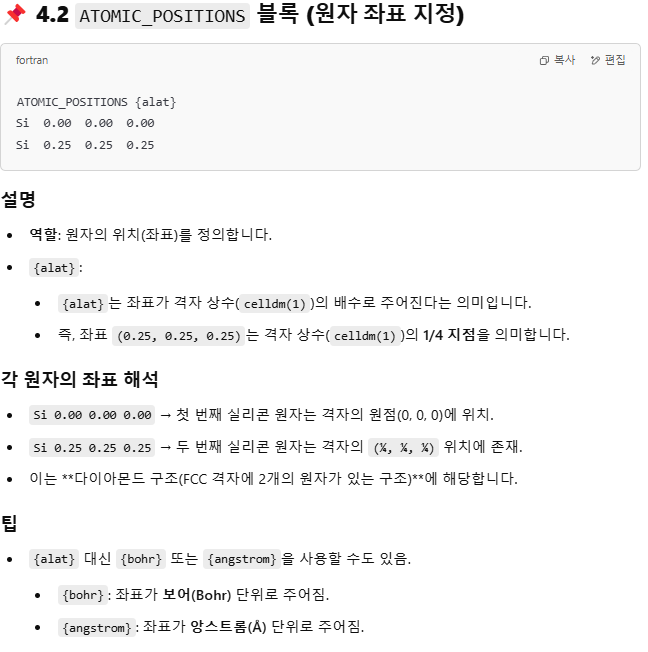 📌 4.2 ATOMIC_POSITIONS 블록 (원자 좌표 지정)
fortran 복사 편집
ATOMIC_POSITIONS {alat}
Si 0.00 0.00 0.00
Si 0.25 0.25 0.25
설명
• 역할: 원자의 위치(좌표)를 정의합니다.
• {alat}:
• {alat}는 좌표가 격자 상수(celldm(1))의 배수로 주어진다는 의미입니다.
• 즉, 좌표 (0.25, 0.25, 0.25)는 격자 상수(celldm(1))의 1/4 지점을 의미합니다.
각 원자의 좌표 해석
• Si 0.00 0.00 0.00 → 첫 번째 실리콘 원자는 격자의 원점(0, 0, 0)에 위치.
• Si 0.25 0.25 0.25 → 두 번째 실리콘 원자는 격자의 (¼, ¼, ¼) 위치에 존재.
• 이는 **다이아몬드 구조(FCC 격자에 2개의 원자가 있는 구조)**에 해당합니다.
팁
• {alat} 대신 {bohr} 또는 {angstrom}을 사용할 수도 있음.
• {bohr}: 좌표가 보어(Bohr) 단위로 주어짐.
• {angstrom}: 좌표가 앙스트롬(Å) 단위로 주어짐.